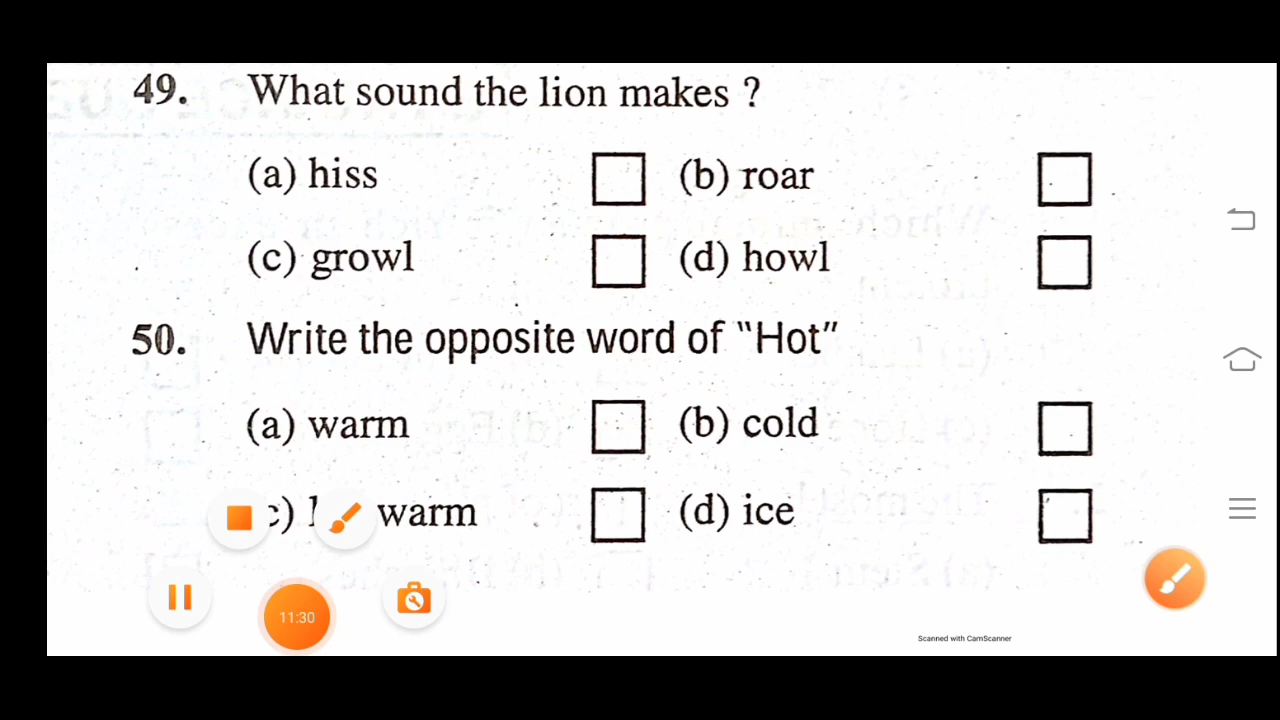 49. What sound the lion makes ?
(a) hiss (b) roar
(c) growl (d) howl
50. Write the opposite word of “Hot”
(a) warm (b) cold
c) warm (d) ice
11:30
Scanned with CamScanner